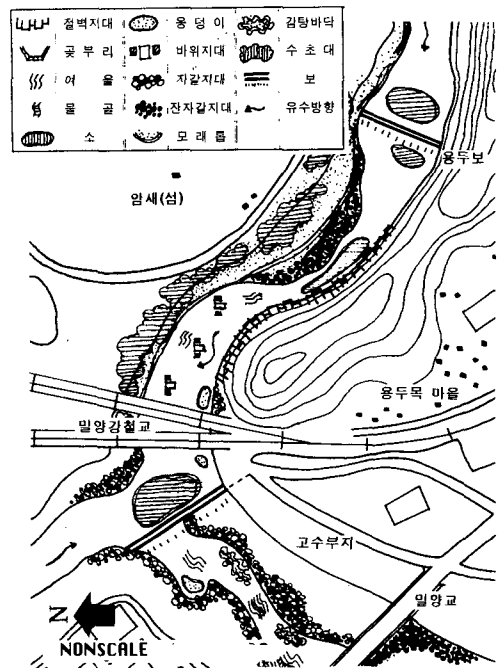 절벽지대 웅덩이 감탕바닥
곶부리 바위지대 수초대
여울 자갈지대 보
물골 잔자갈지대 유수방향
소 모래톱
용두보
암새(섬)
용두목 마을
밀양강철교
고수부지
밀양교
N
NONSCALE